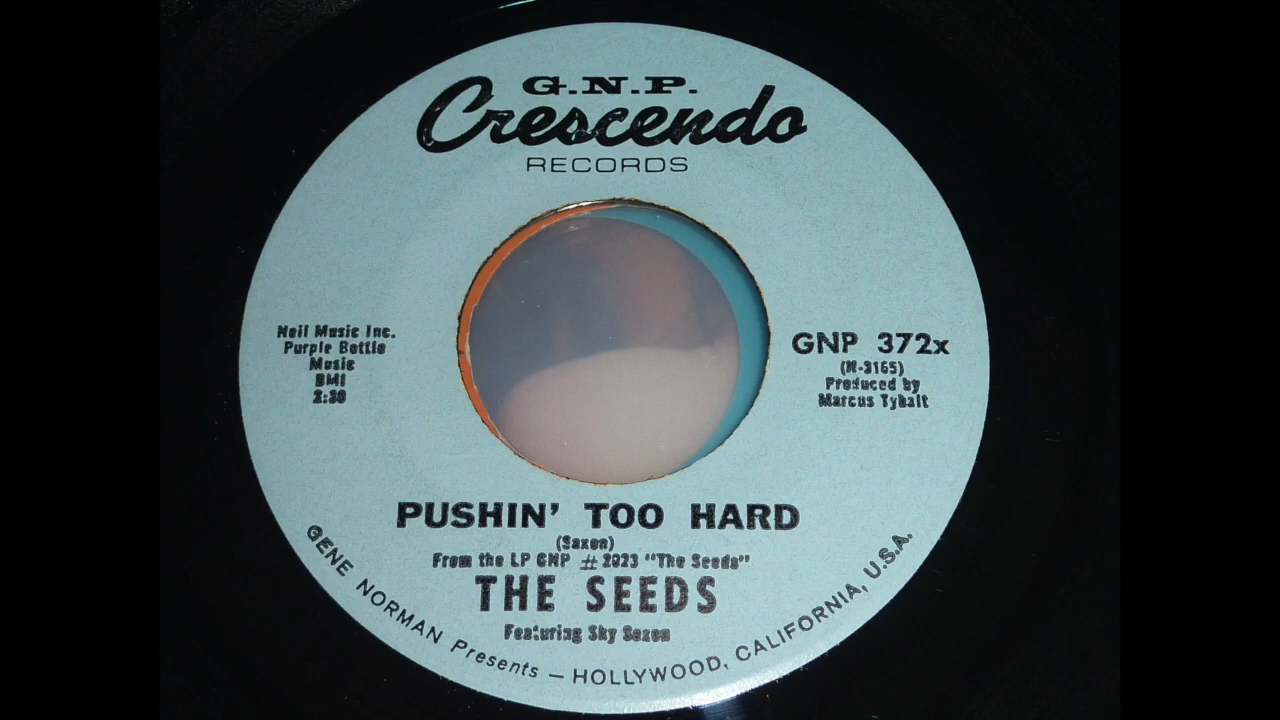 G.N.P.
Crescendo
RECORDS
Neil Music Inc.
Purple Bottle
Music
BMI
2:30
GNP 372x
(N-3165)
Produced by
Marcus Tybalt
PUSHIN' TOO HARD
(Saxon)
From the LP GNP #2023 "The Seeds"
THE SEEDS
Featuring Sky Saxon
GENE NORMAN Presents — HOLLYWOOD, CALIFORNIA, U.S.A.